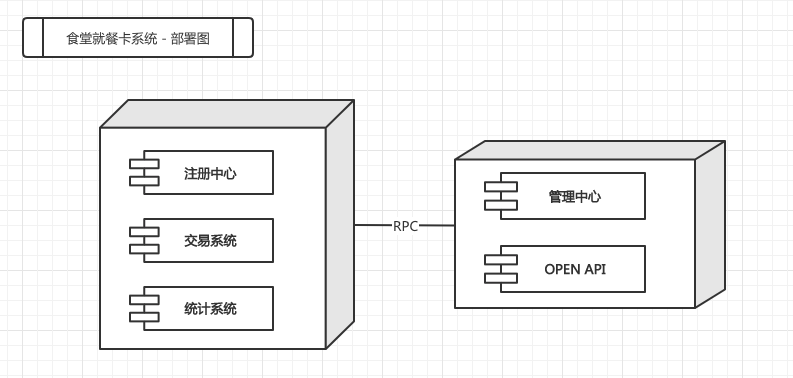 食堂就餐卡系统 - 部署图
注册中心
交易系统
统计系统
RPC
管理中心
OPEN API